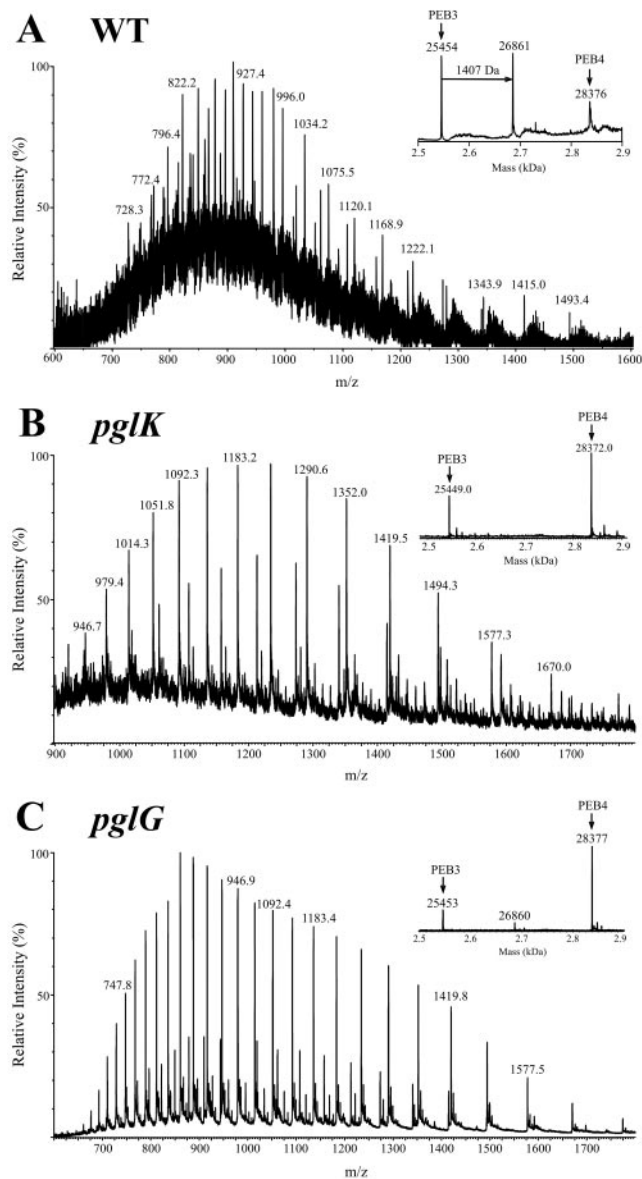 A WT
PEB3
25454
26861
1407 Da
PEB4
28376
2.5 2.6 2.7 2.8 2.9
Mass (kDa)
Relative Intensity (%)
100
50
728.3
772.4
796.4
822.2
927.4
996.0
1034.2
1075.5
1120.1
1168.9
1222.1
1343.9
1415.0
1493.4
600 700 800 900 1000 1100 1200 1300 1400 1500 1600
m/z
B pglK
PEB3
25449.0
PEB4
28372.0
2.5 2.6 2.7 2.8 2.9
Mass (kDa)
Relative Intensity (%)
100
50
946.7
979.4
1014.3
1051.8
1092.3
1183.2
1290.6
1352.0
1419.5
1494.3
1577.3
1670.0
900 1000 1100 1200 1300 1400 1500 1600 1700
m/z
C pglG
PEB3
25453
26860
PEB4
28377
2.5 2.6 2.7 2.8 2.9
Mass (kDa)
Relative Intensity (%)
100
50
747.8
946.9
1092.4
1183.4
1419.8
1577.5
700 800 900 1000 1100 1200 1300 1400 1500 1600 1700
m/z